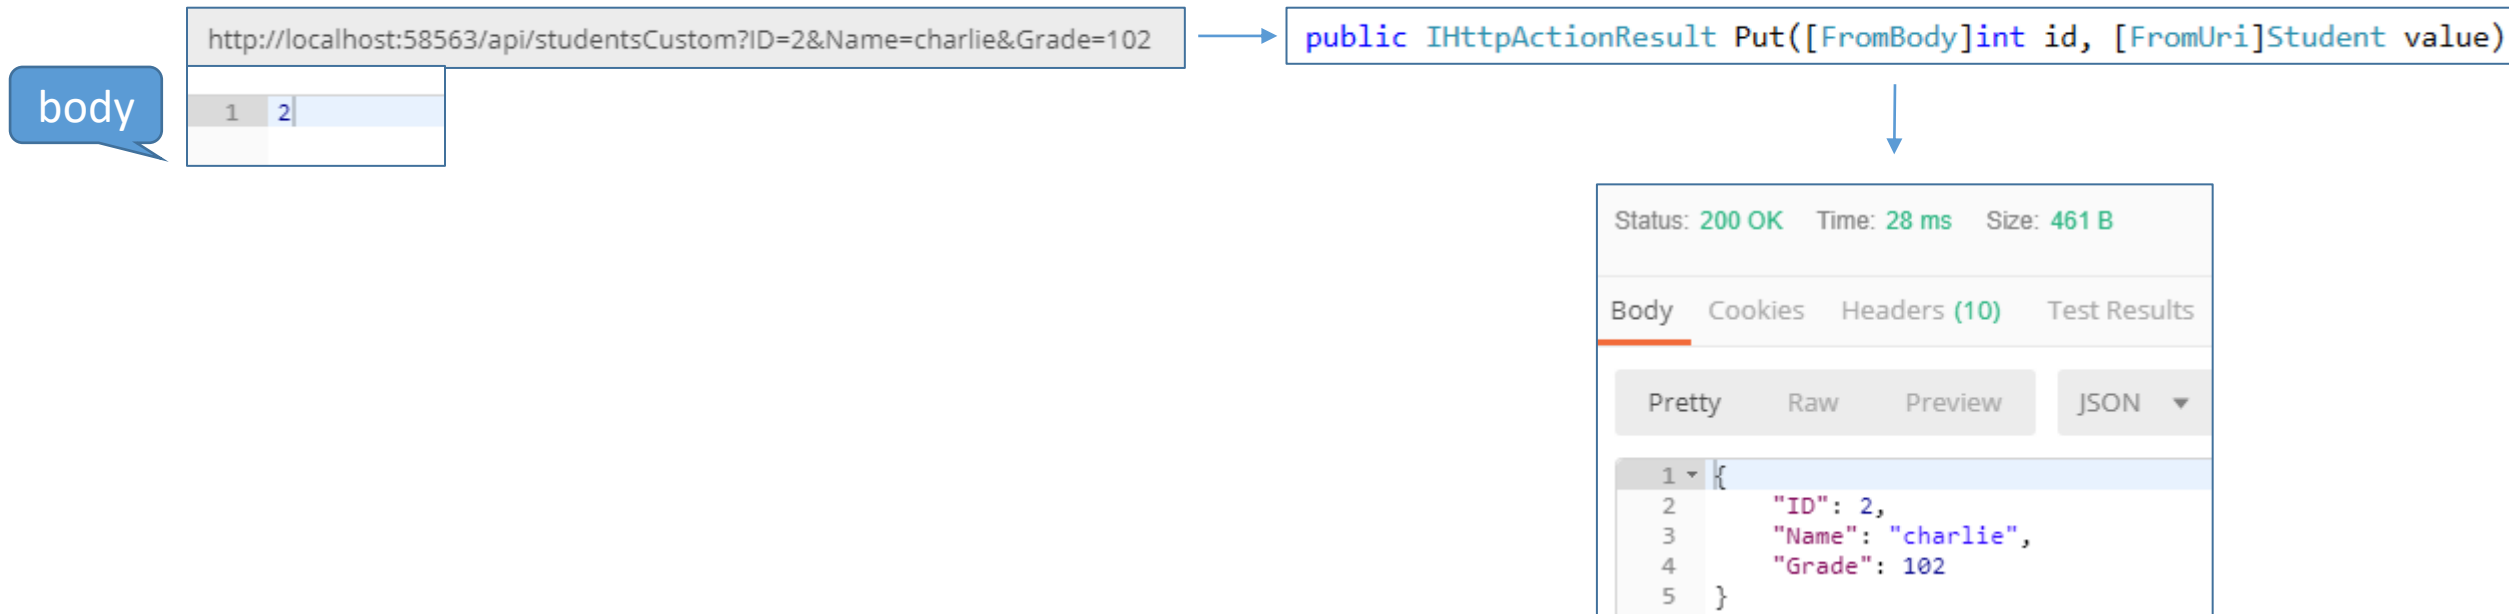 http://localhost:58563/api/studentsCustom?ID=2&Name=charlie&Grade=102
public IHttpActionResult Put([FromBody]int id, [FromUri]Student value)
body
1 2
Status: 200 OK Time: 28 ms Size: 461 B
Body Cookies Headers (10) Test Results
Pretty Raw Preview JSON
1 {
2 "ID": 2,
3 "Name": "charlie",
4 "Grade": 102
5 }